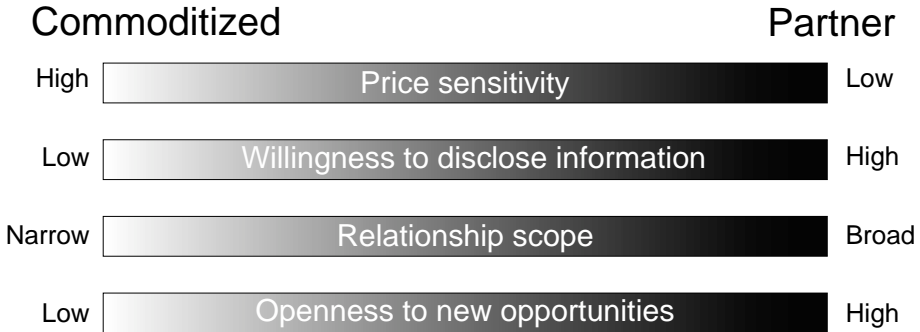 Commoditized Partner
High Price sensitivity Low
Low Willingness to disclose information High
Narrow Relationship scope Broad
Low Openness to new opportunities High